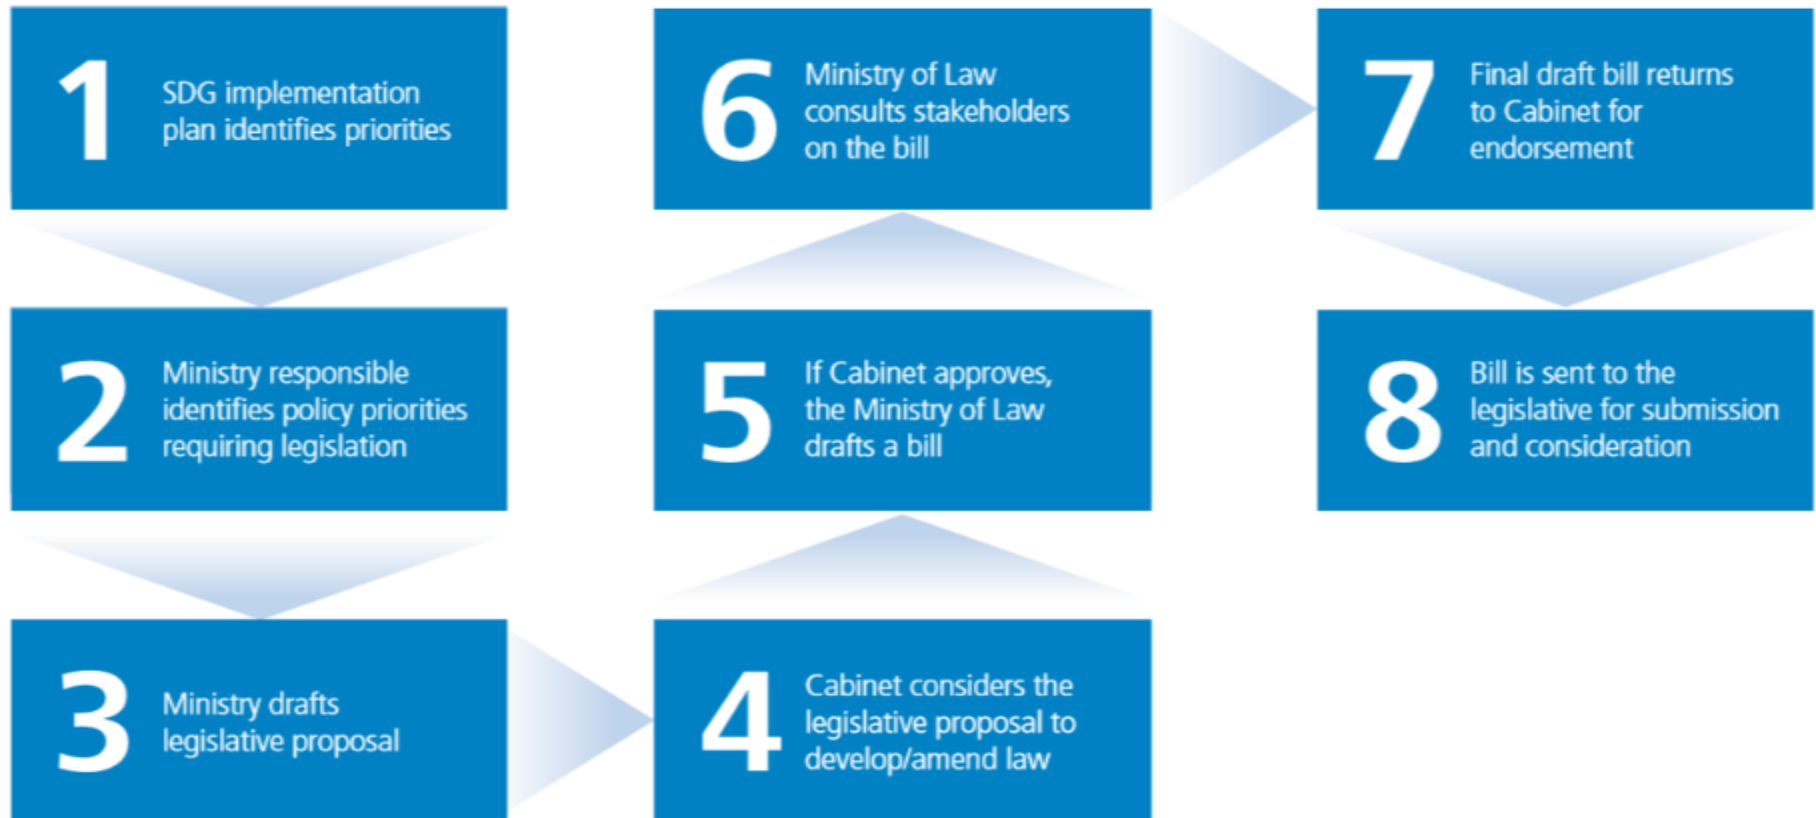 1
SDG implementation
plan identifies priorities
2
Ministry responsible
identifies policy priorities
requiring legislation
3
Ministry drafts
legislative proposal
4
Cabinet considers the
legislative proposal to
develop/amend law
5
If Cabinet approves,
the Ministry of Law
drafts a bill
6
Ministry of Law
consults stakeholders
on the bill
7
Final draft bill returns
to Cabinet for
endorsement
8
Bill is sent to the
legislative for submission
and consideration